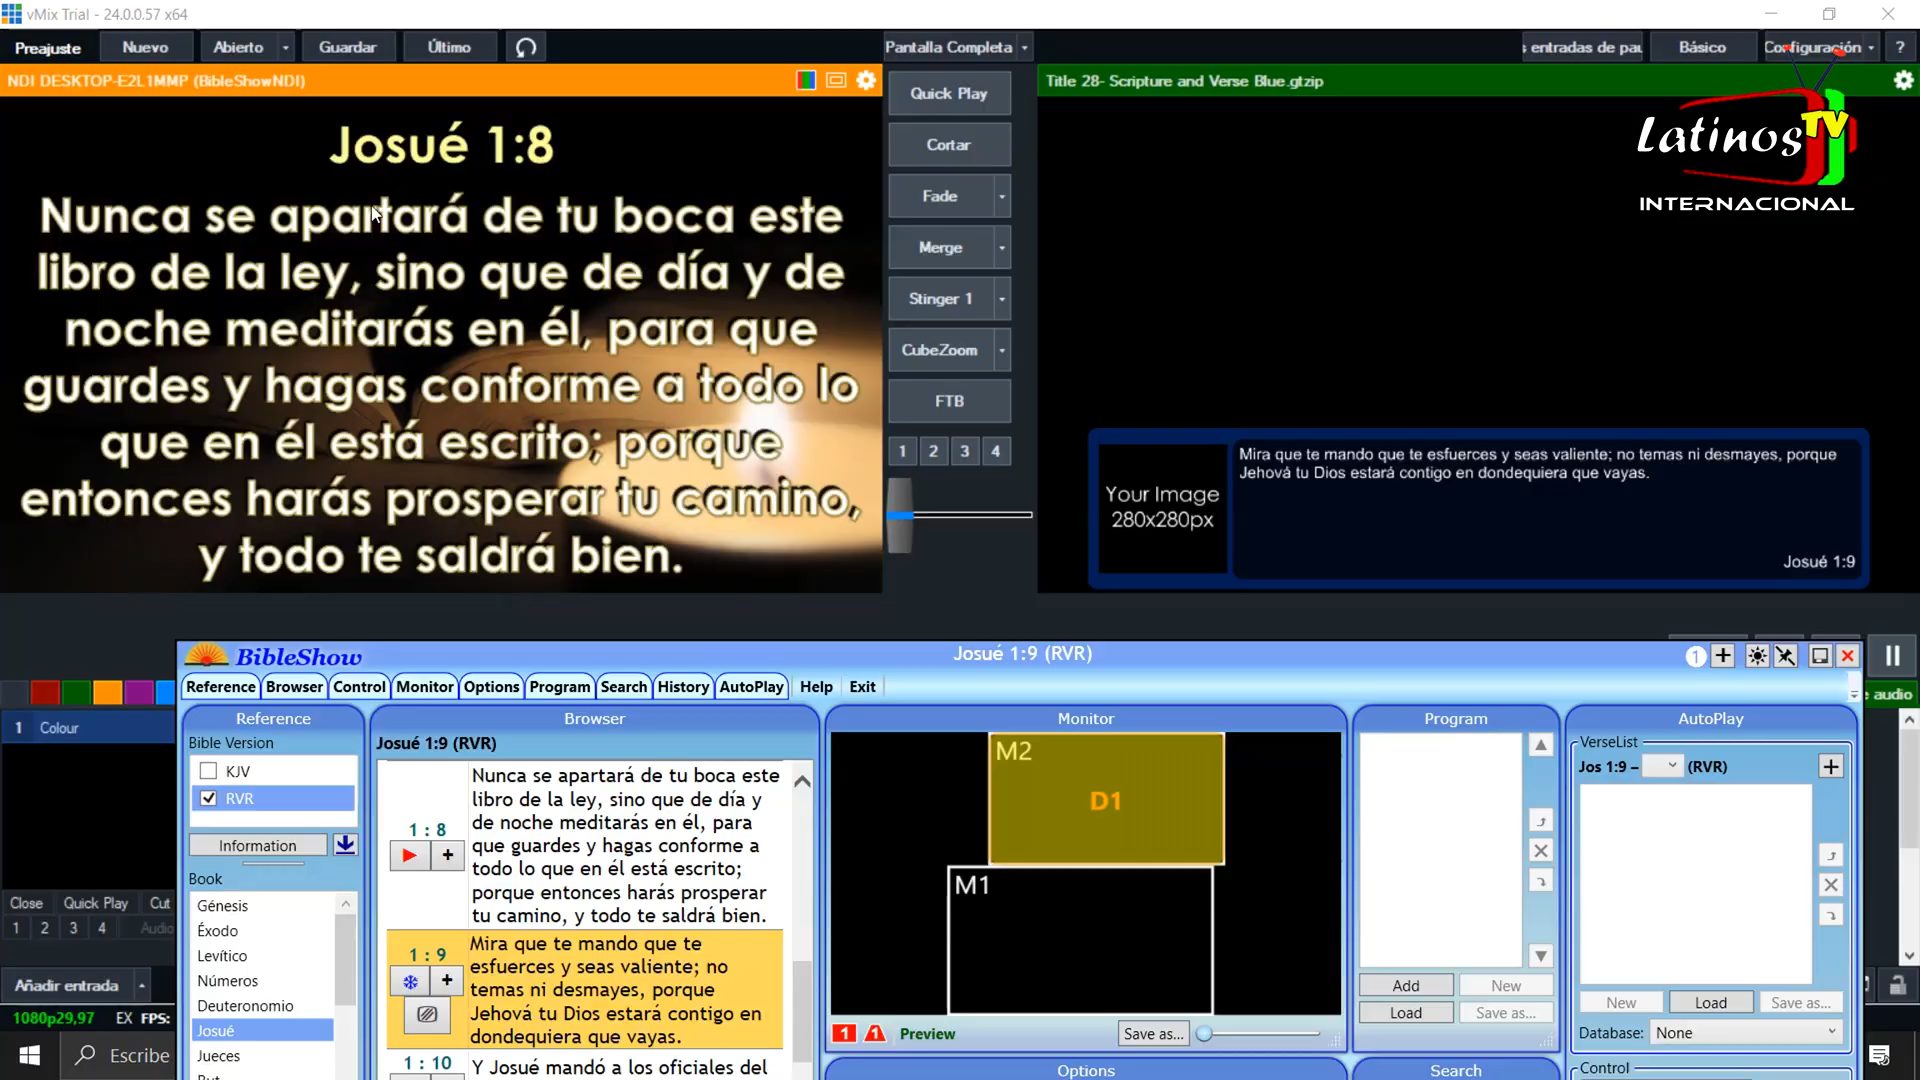 vMix Trial - 24.0.0.57 x64
Preajuste
Nuevo
Abierto
Guardar
Último
Pantalla Completa
Básico
Configuración
?
NDI DESKTOP-E2L1MMP (BibleShowNDI)
Josué 1:8
Nunca se apartará de tu boca este
libro de la ley, sino que de día y de
noche meditarás en él, para que
guardes y hagas conforme a todo lo
que en él está escrito; porque
entonces harás prosperar tu camino,
y todo te saldrá bien.
Quick Play
Cortar
Fade
Merge
Stinger 1
CubeZoom
FTB
1 2 3 4
Title 28- Scripture and Verse Blue.gtzip
Latinos TV
INTERNACIONAL
Your Image
280x280px
Mira que te mando que te esfuerces y seas valiente; no temas ni desmayes, porque
Jehová tu Dios estará contigo en dondequiera que vayas.
Josué 1:9
BibleShow
Josué 1:9 (RVR)
1
Reference
Browser
Control
Monitor
Options
Program
Search
History
AutoPlay
Help
Exit
audio
1 Colour
Close
Quick Play
Cut
1 2 3 4
Audio
Añadir entrada
1080p29,97
EX
FPS:
Escribe
Reference
Bible Version
KJV
RVR
Information
Book
Génesis
Éxodo
Levítico
Números
Deuteronomio
Josué
Jueces
Browser
Josué 1:9 (RVR)
1 : 8
Nunca se apartará de tu boca este
libro de la ley, sino que de día y
de noche meditarás en él, para
que guardes y hagas conforme a
todo lo que en él está escrito;
porque entonces harás prosperar
tu camino, y todo te saldrá bien.
1 : 9
Mira que te mando que te
esfuerces y seas valiente; no
temas ni desmayes, porque
Jehová tu Dios estará contigo en
dondequiera que vayas.
1 : 10
Y Josué mandó a los oficiales del
Monitor
M2
D1
M1
1
1
Preview
Save as...
Options
Program
Add
New
Load
Save as...
Search
AutoPlay
VerseList
Jos 1:9 –
(RVR)
New
Load
Save as...
Database:
None
Control